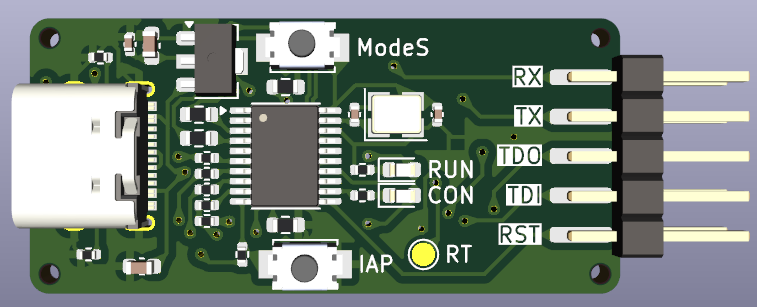 ModeS
RX
TX
TDO
RUN
CON
TDI
RST
IAP
RT